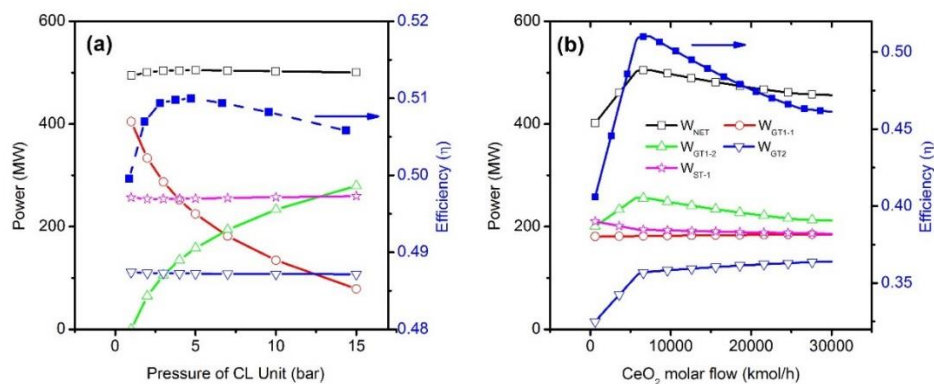 (a)
600
400
200
0
Power (MW)
0
5
10
15
Pressure of CL Unit (bar)
0.52
0.51
0.50
0.49
0.48
Efficiency (η)
(b)
600
400
200
0
Power (MW)
W_NET
W_GT1-1
W_GT1-2
W_GT2
W_ST-1
0
10000
20000
30000
CeO₂ molar flow (kmol/h)
0.50
0.45
0.40
0.35
Efficiency (η)